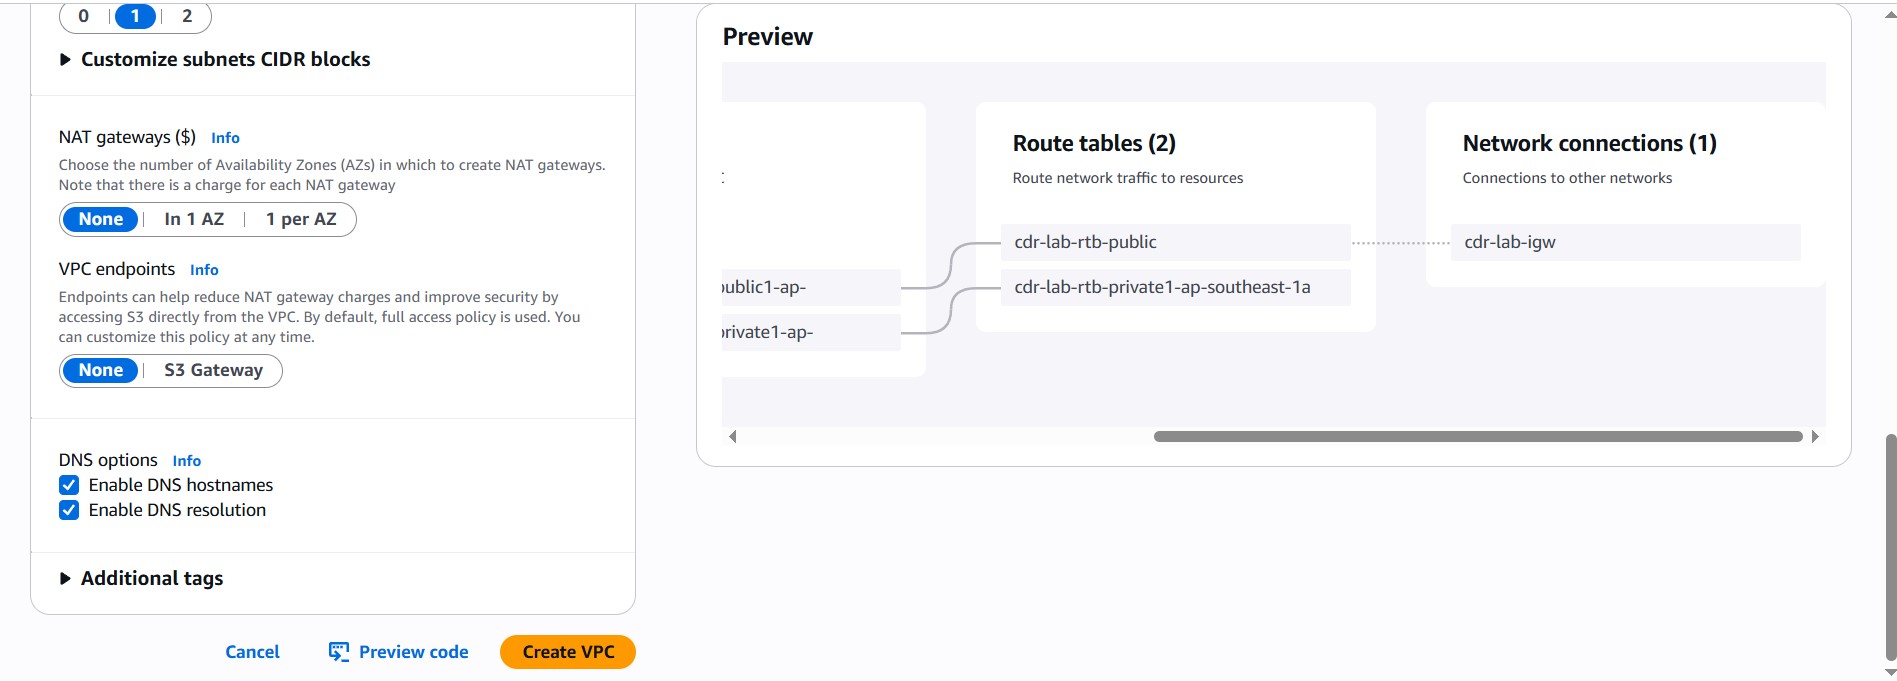 0 1 2
Customize subnets CIDR blocks
NAT gateways ($) Info
Choose the number of Availability Zones (AZs) in which to create NAT gateways.
Note that there is a charge for each NAT gateway
None In 1 AZ 1 per AZ
VPC endpoints Info
Endpoints can help reduce NAT gateway charges and improve security by
accessing S3 directly from the VPC. By default, full access policy is used. You
can customize this policy at any time.
None S3 Gateway
DNS options Info
Enable DNS hostnames
Enable DNS resolution
Additional tags
Cancel Preview code Create VPC
Preview
public1-ap-
private1-ap-
Route tables (2)
Route network traffic to resources
cdr-lab-rtb-public
cdr-lab-rtb-private1-ap-southeast-1a
Network connections (1)
Connections to other networks
cdr-lab-igw